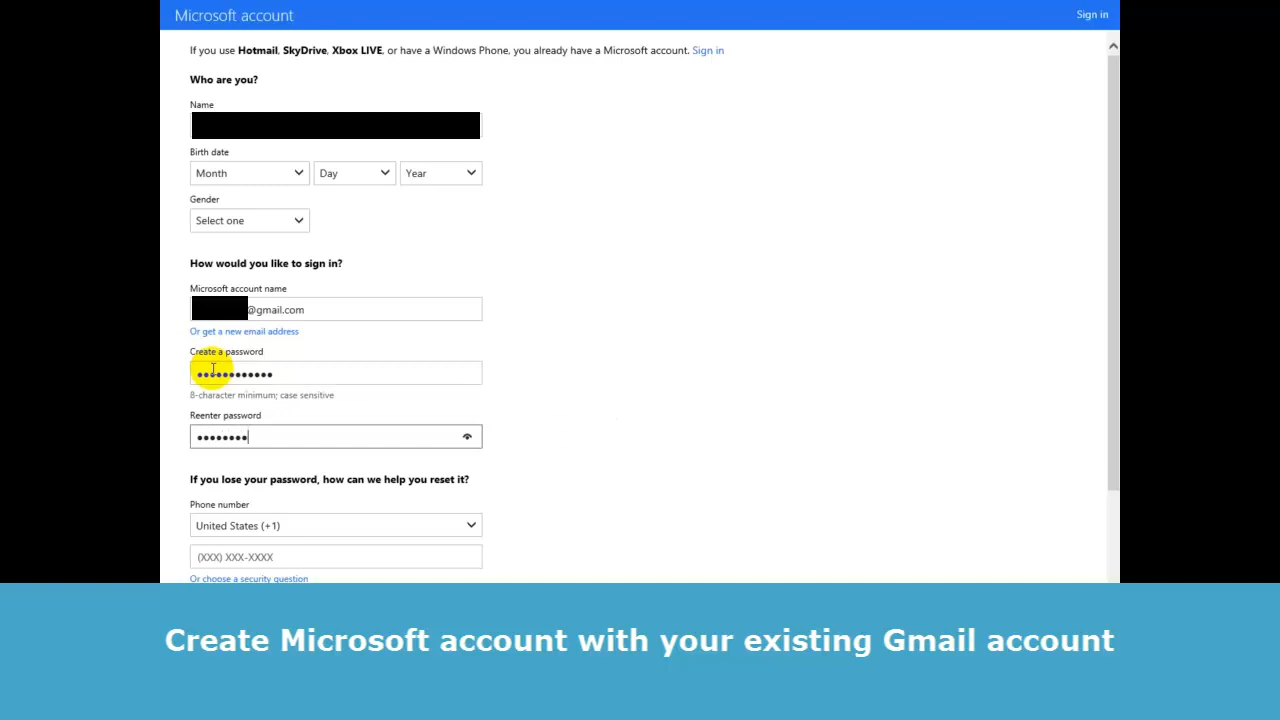 Microsoft account
Sign in
If you use Hotmail, SkyDrive, Xbox LIVE, or have a Windows Phone, you already have a Microsoft account. Sign in
Who are you?
Name
Birth date
Month Day Year
Gender
Select one
How would you like to sign in?
Microsoft account name
@gmail.com
Or get a new email address
Create a password
••••••••••••
8-character minimum; case sensitive
Reenter password
••••••••
If you lose your password, how can we help you reset it?
Phone number
United States (+1)
(XXX) XXX-XXXX
Or choose a security question
Create Microsoft account with your existing Gmail account